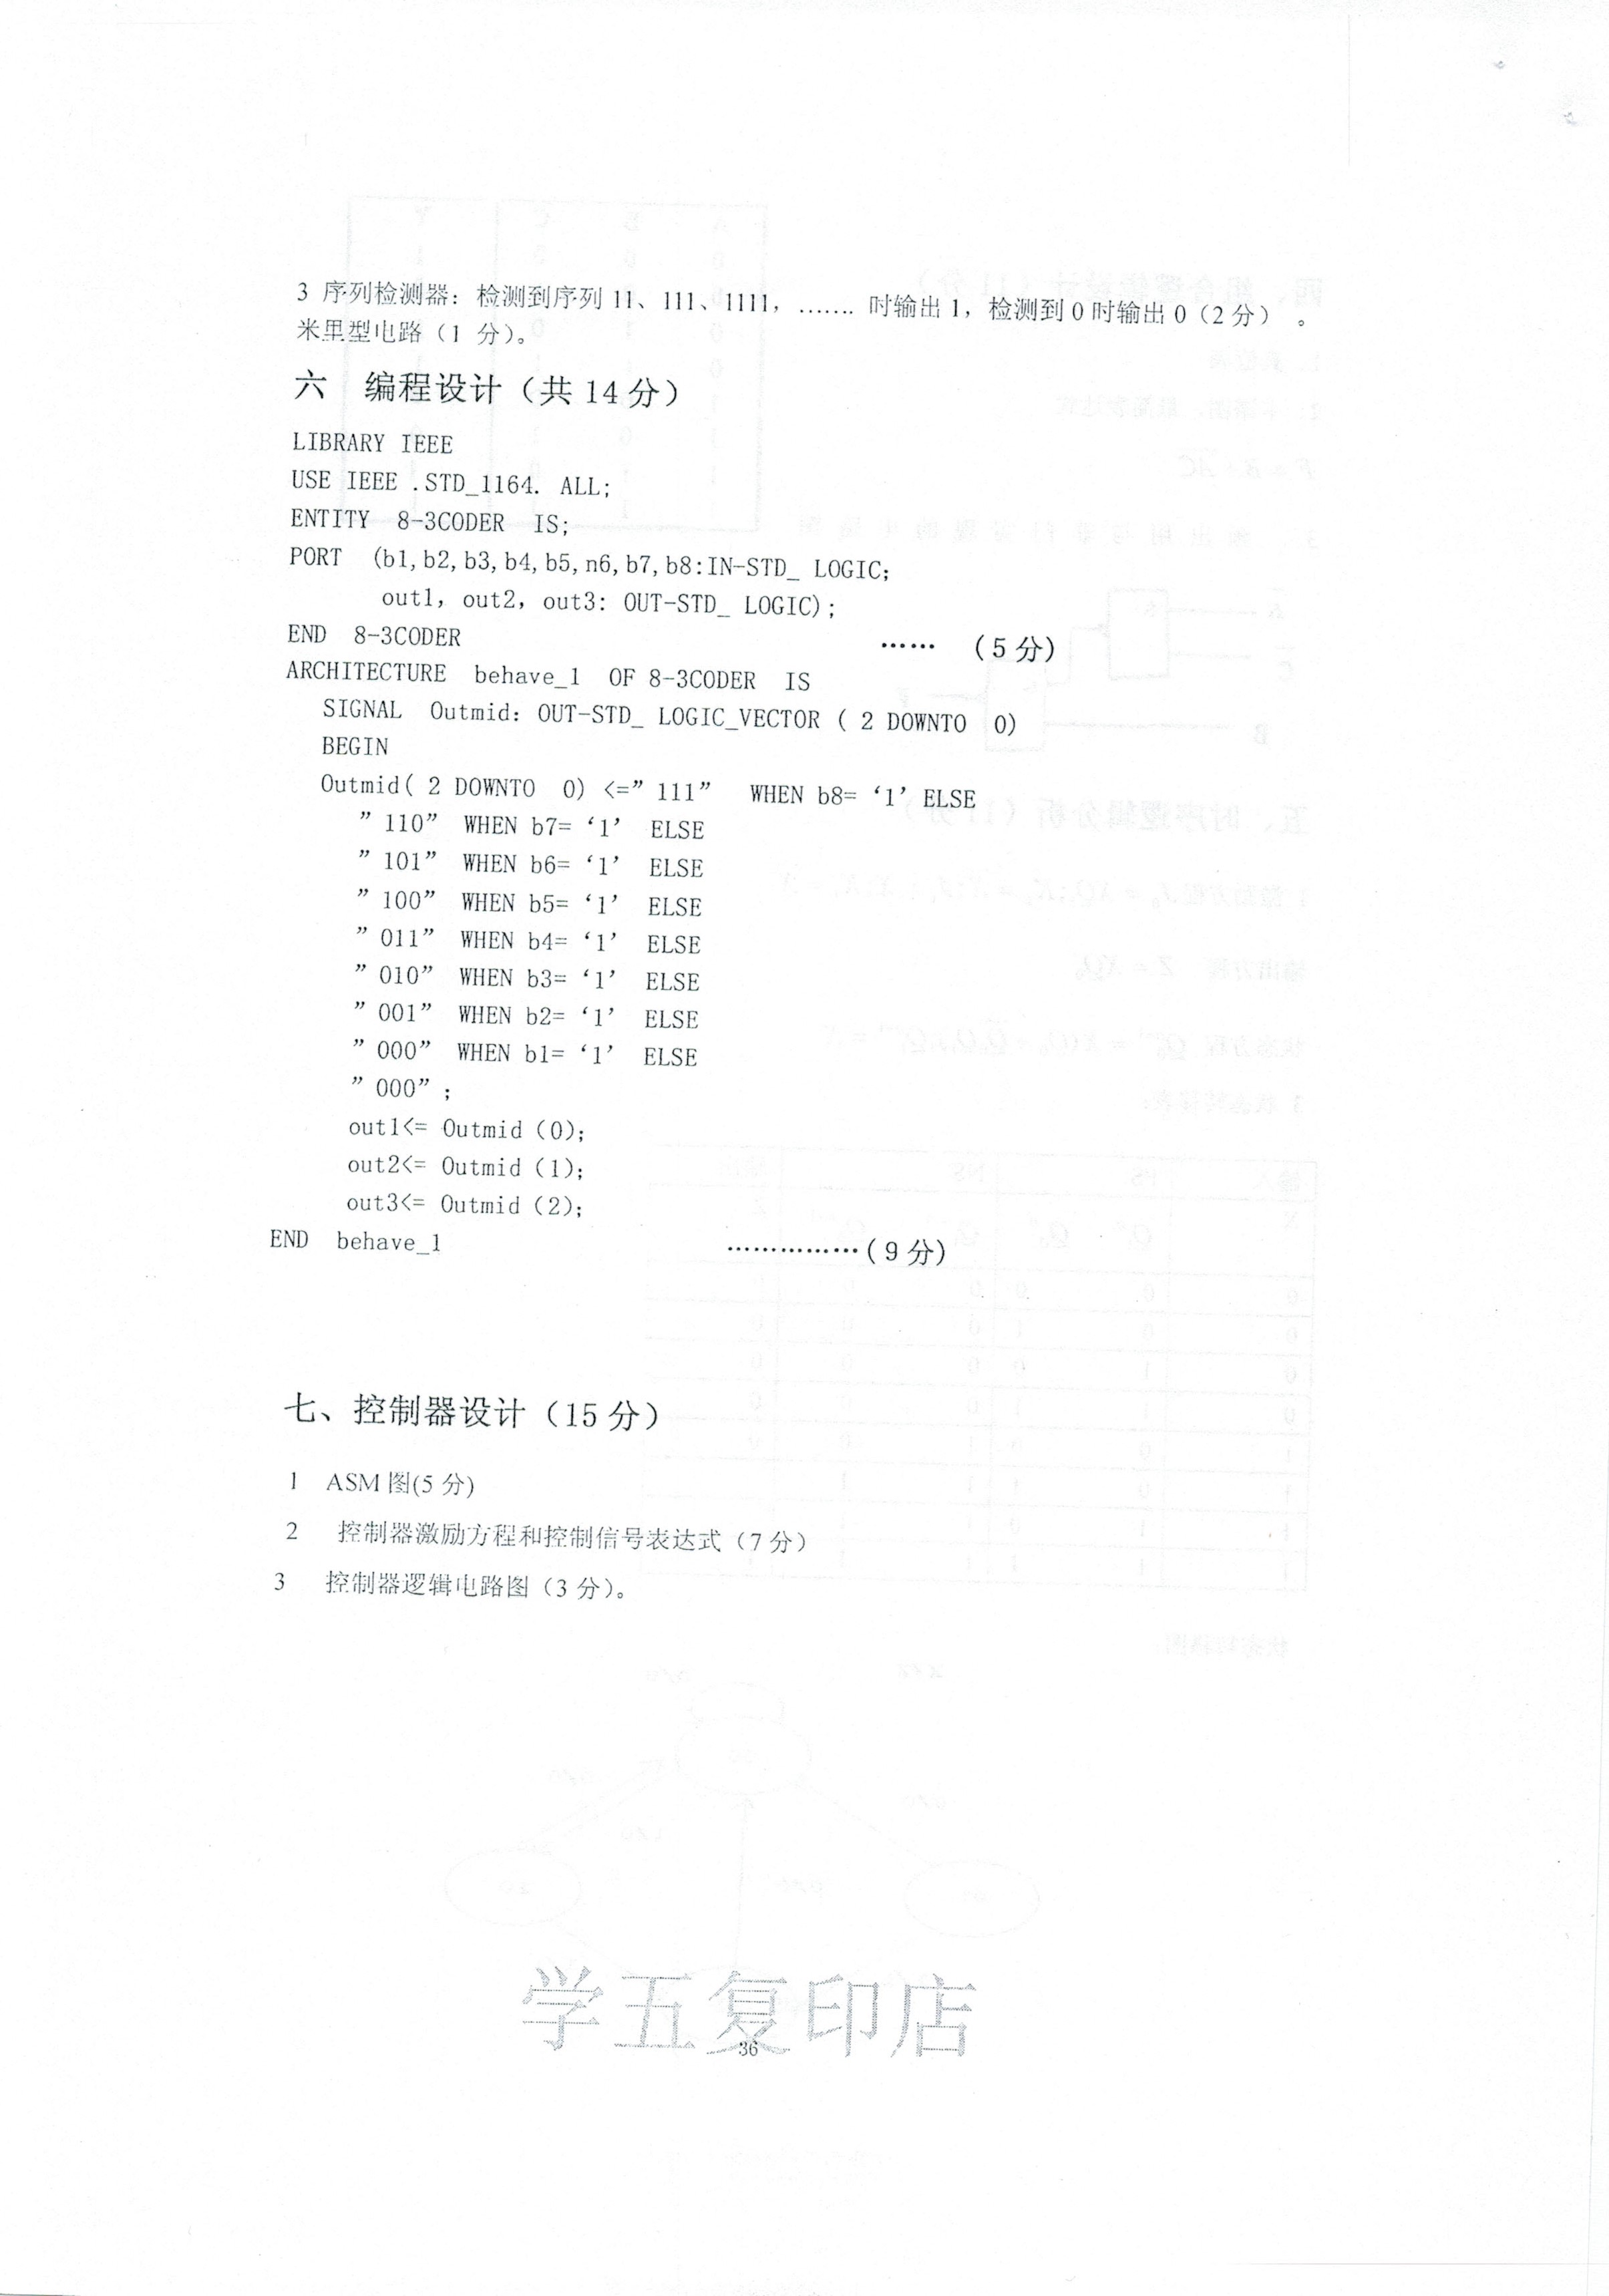 3 序列检测器：检测到序列 11、111、1111，……. 时输出 1，检测到 0 时输出 0（2 分）。
米里型电路（1 分）。
六 编程设计（共 14 分）
LIBRARY IEEE
USE IEEE .STD_1164. ALL;
ENTITY 8-3CODER IS;
PORT (b1,b2,b3,b4,b5,n6,b7,b8:IN-STD_ LOGIC;
out1, out2, out3: OUT-STD_ LOGIC);
END 8-3CODER …… （5 分）
ARCHITECTURE behave_1 OF 8-3CODER IS
SIGNAL Outmid: OUT-STD_ LOGIC_VECTOR ( 2 DOWNTO 0)
BEGIN
Outmid( 2 DOWNTO 0) <=” 111” WHEN b8= ‘1’ ELSE
” 110” WHEN b7= ‘1’ ELSE
” 101” WHEN b6= ‘1’ ELSE
” 100” WHEN b5= ‘1’ ELSE
” 011” WHEN b4= ‘1’ ELSE
” 010” WHEN b3= ‘1’ ELSE
” 001” WHEN b2= ‘1’ ELSE
” 000” WHEN b1= ‘1’ ELSE
” 000” ;
out1<= Outmid (0);
out2<= Outmid (1);
out3<= Outmid (2);
END behave_1 ……………(9 分)
七、控制器设计（15 分）
1 ASM 图(5 分)
2 控制器激励方程和控制信号表达式（7 分）
3 控制器逻辑电路图（3 分）。
学五复印店
36